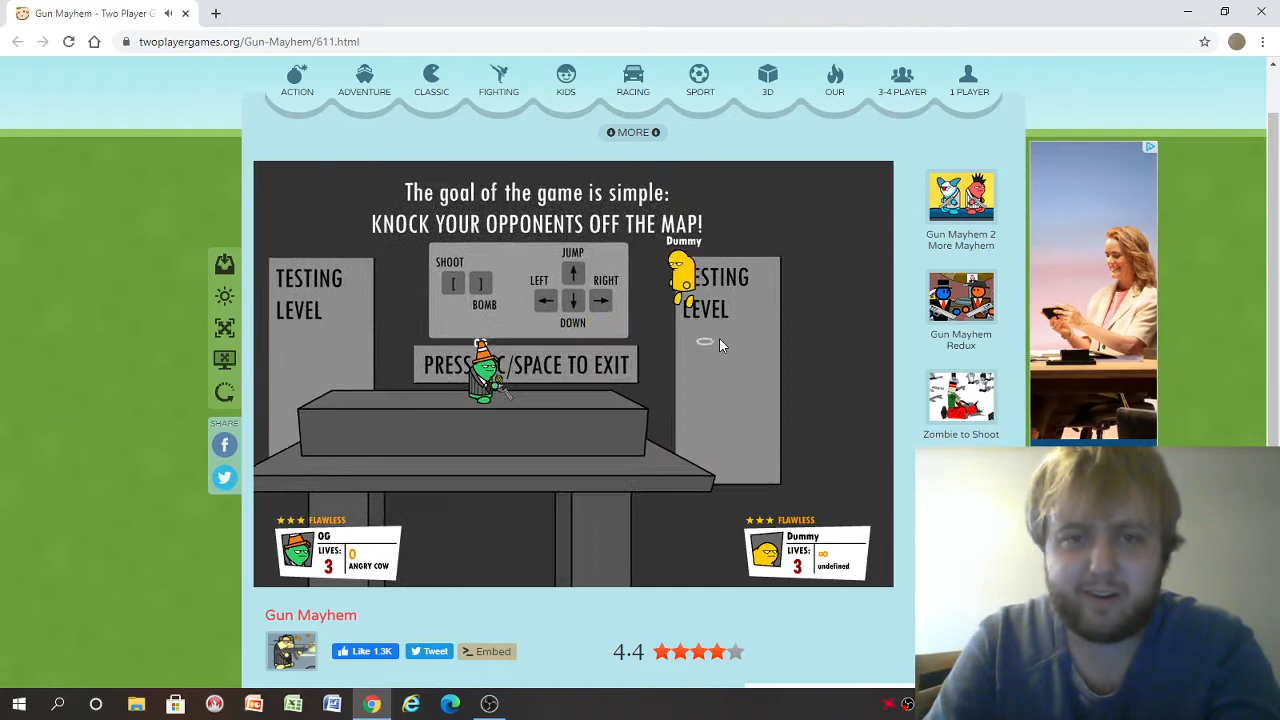 Gun Mayhem - Two Player G
twoplayergames.org/Gun-Mayhem/611.html
ACTION
ADVENTURE
CLASSIC
FIGHTING
KIDS
RACING
SPORT
3D
OUR
3-4 PLAYER
1 PLAYER
MORE
The goal of the game is simple:
KNOCK YOUR OPPONENTS OFF THE MAP!
Dummy
TESTING
LEVEL
SHOOT
[ ]
BOMB
JUMP
LEFT
RIGHT
DOWN
ESTING
LEVEL
PRESS C/SPACE TO EXIT
FLAWLESS
OG
LIVES:
3
0
ANGRY COW
FLAWLESS
Dummy
LIVES:
3
∞
undefined
SHARE
Gun Mayhem 2
More Mayhem
Gun Mayhem
Redux
Zombie to Shoot
Gun Mayhem
Like 1.3K
Tweet
Embed
4.4